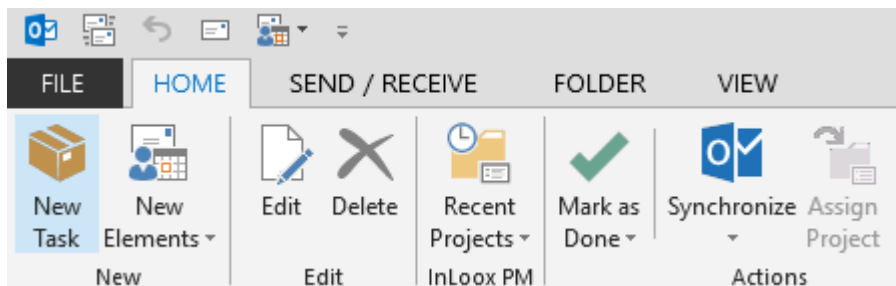 FILE HOME SEND / RECEIVE FOLDER VIEW
New New Edit Delete Recent Mark as Synchronize Assign
Task Elements Projects Done Project
New Edit InLoox PM Actions